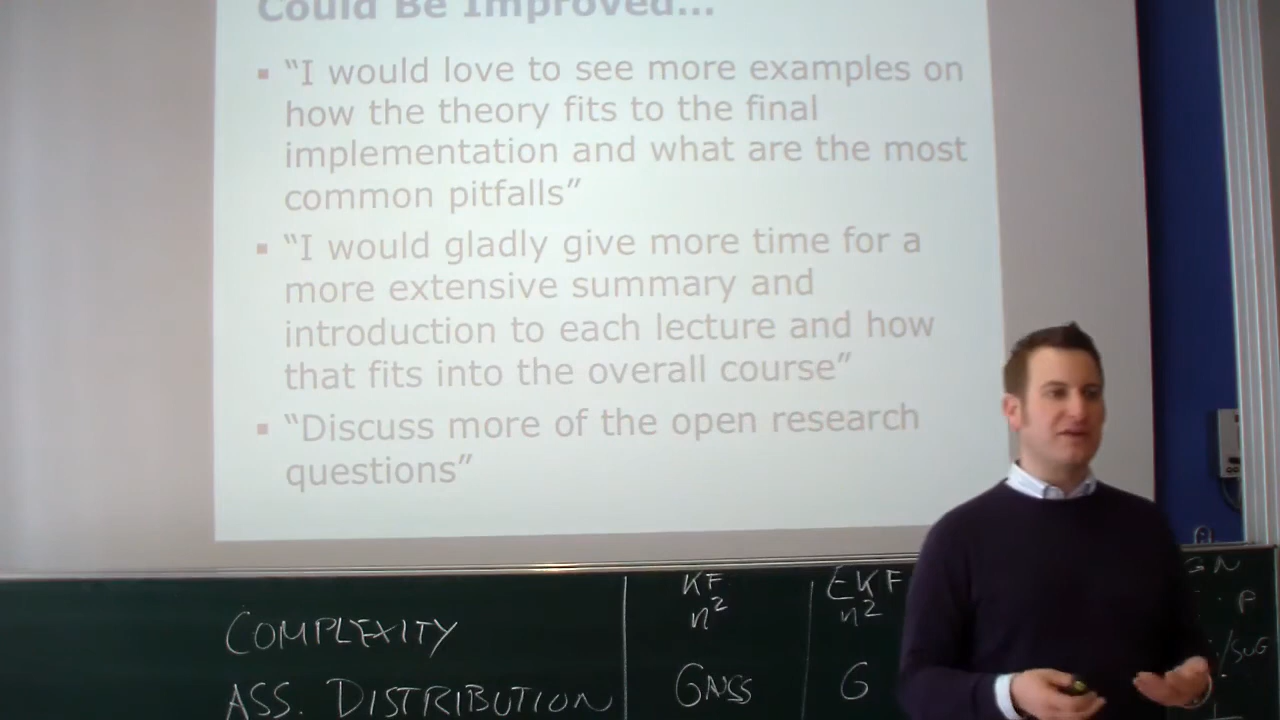 Could Be Improved...
▪ “I would love to see more examples on
how the theory fits to the final
implementation and what are the most
common pitfalls”
▪ “I would gladly give more time for a
more extensive summary and
introduction to each lecture and how
that fits into the overall course”
▪ “Discuss more of the open research
questions”
KF EKF
n² n²
COMPLEXITY
ASS. DISTRIBUTION GNSS G